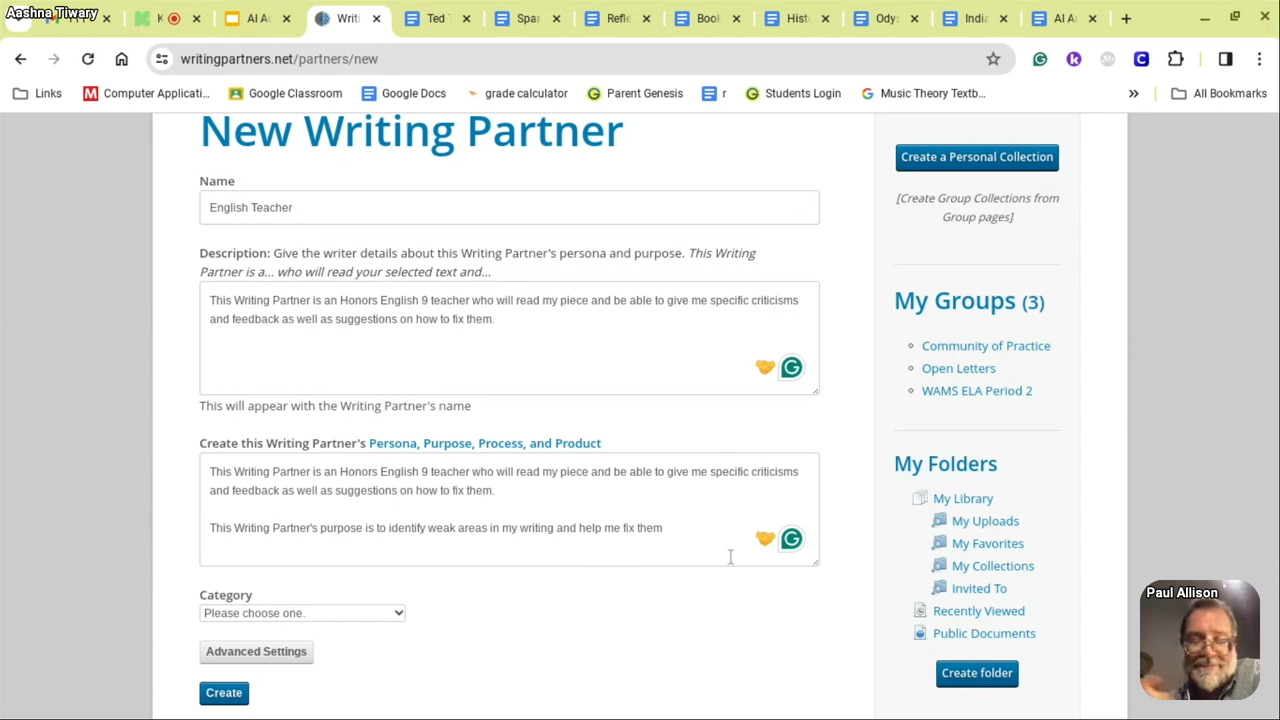 Aashna Tiwary
AI A
Writi
Ted T
Spar
Refle
Book
Hist
Ody
India
AI A
writingpartners.net/partners/new
Links
Computer Applicati...
Google Classroom
Google Docs
grade calculator
Parent Genesis
r
Students Login
Music Theory Textb...
All Bookmarks
New Writing Partner
Name
English Teacher
Description: Give the writer details about this Writing Partner's persona and purpose. This Writing
Partner is a... who will read your selected text and...
This Writing Partner is an Honors English 9 teacher who will read my piece and be able to give me specific criticisms
and feedback as well as suggestions on how to fix them.
This will appear with the Writing Partner's name
Create this Writing Partner's Persona, Purpose, Process, and Product
This Writing Partner is an Honors English 9 teacher who will read my piece and be able to give me specific criticisms
and feedback as well as suggestions on how to fix them.
This Writing Partner's purpose is to identify weak areas in my writing and help me fix them
Category
Please choose one.
Advanced Settings
Create
Create a Personal Collection
[Create Group Collections from
Group pages]
My Groups (3)
Community of Practice
Open Letters
WAMS ELA Period 2
My Folders
My Library
My Uploads
My Favorites
My Collections
Invited To
Recently Viewed
Public Documents
Create folder
Paul Allison